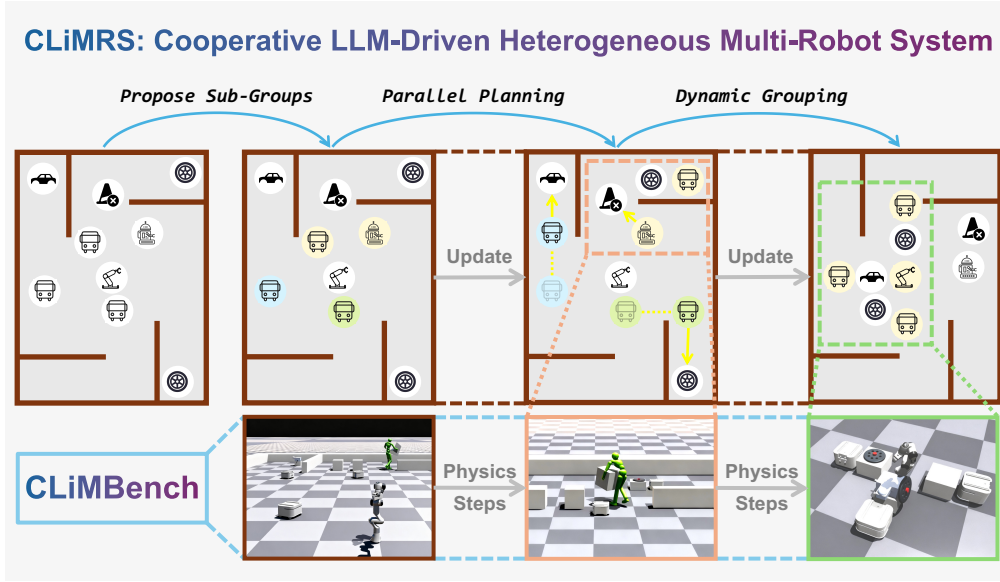 CLiMRS: Cooperative LLM-Driven Heterogeneous Multi-Robot System
Propose Sub-Groups
Parallel Planning
Dynamic Grouping
Update
Update
CLiMBench
Physics
Steps
Physics
Steps